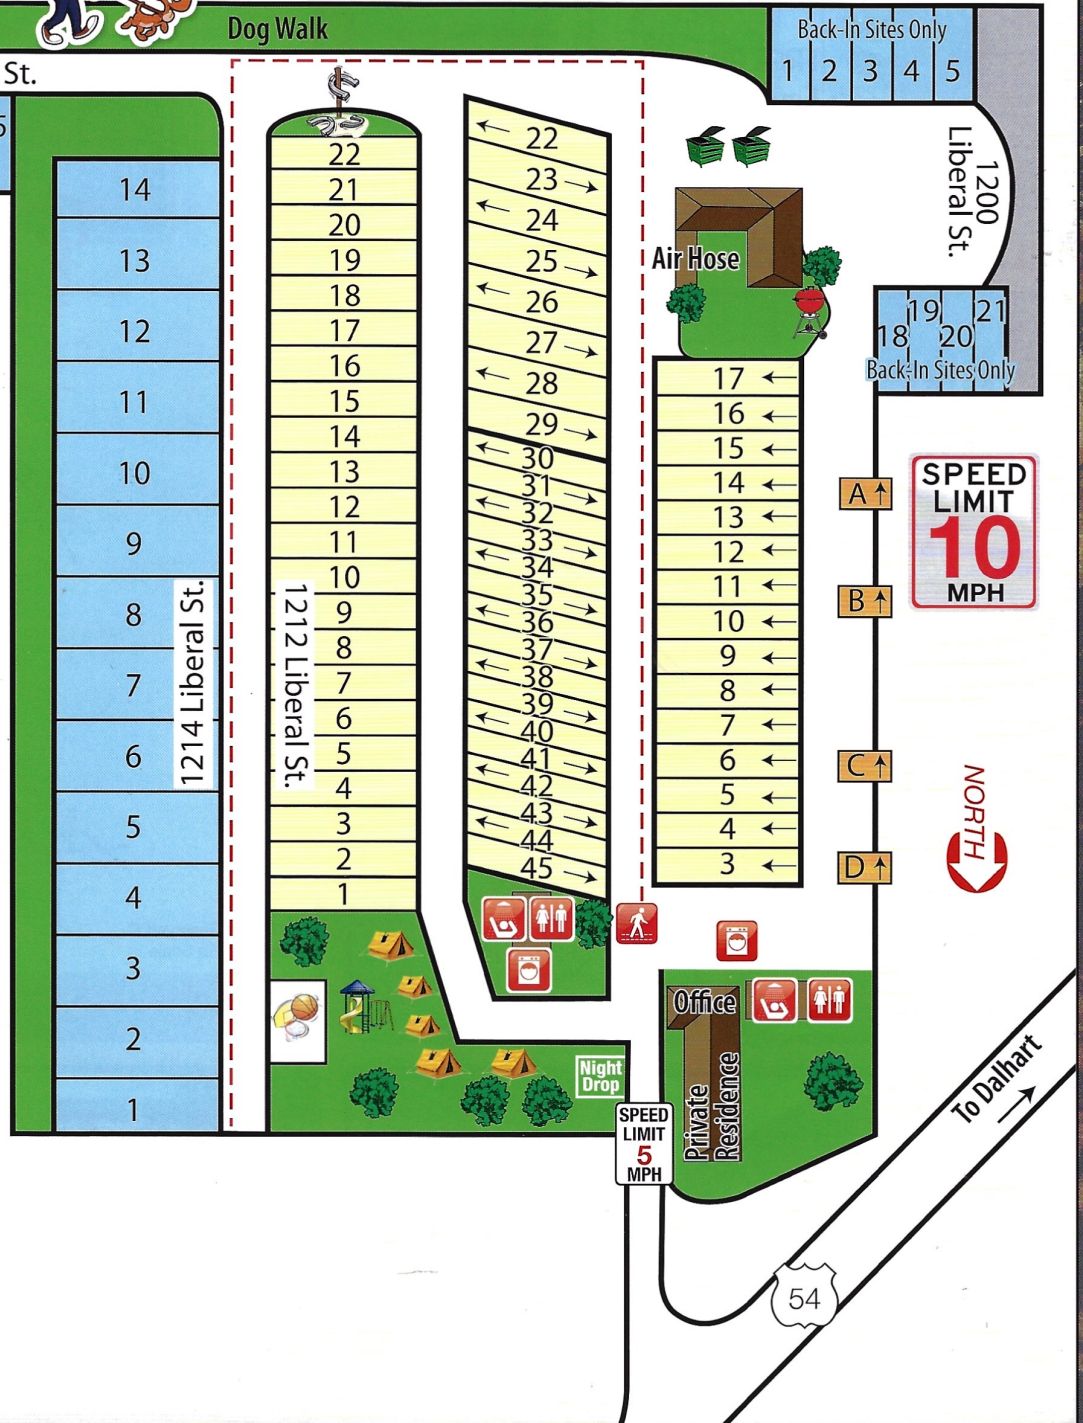 Dog Walk
Back-In Sites Only
1 2 3 4 5
St.
5
1200
Liberal St.
14
13
12
11
10
9
8
7
6
5
4
3
2
1
1214 Liberal St.
22
21
20
19
18
17
16
15
14
13
12
11
10
9
8
7
6
5
4
3
2
1
1212 Liberal St.
22
23
24
25
26
27
28
29
30
31
32
33
34
35
36
37
38
39
40
41
42
43
44
45
Air Hose
17
16
15
14
13
12
11
10
9
8
7
6
5
4
3
18 19 20 21
Back-In Sites Only
A
B
C
D
SPEED
LIMIT
10
MPH
NORTH
Office
Private
Residence
Night
Drop
SPEED
LIMIT
5
MPH
To Dalhart
54